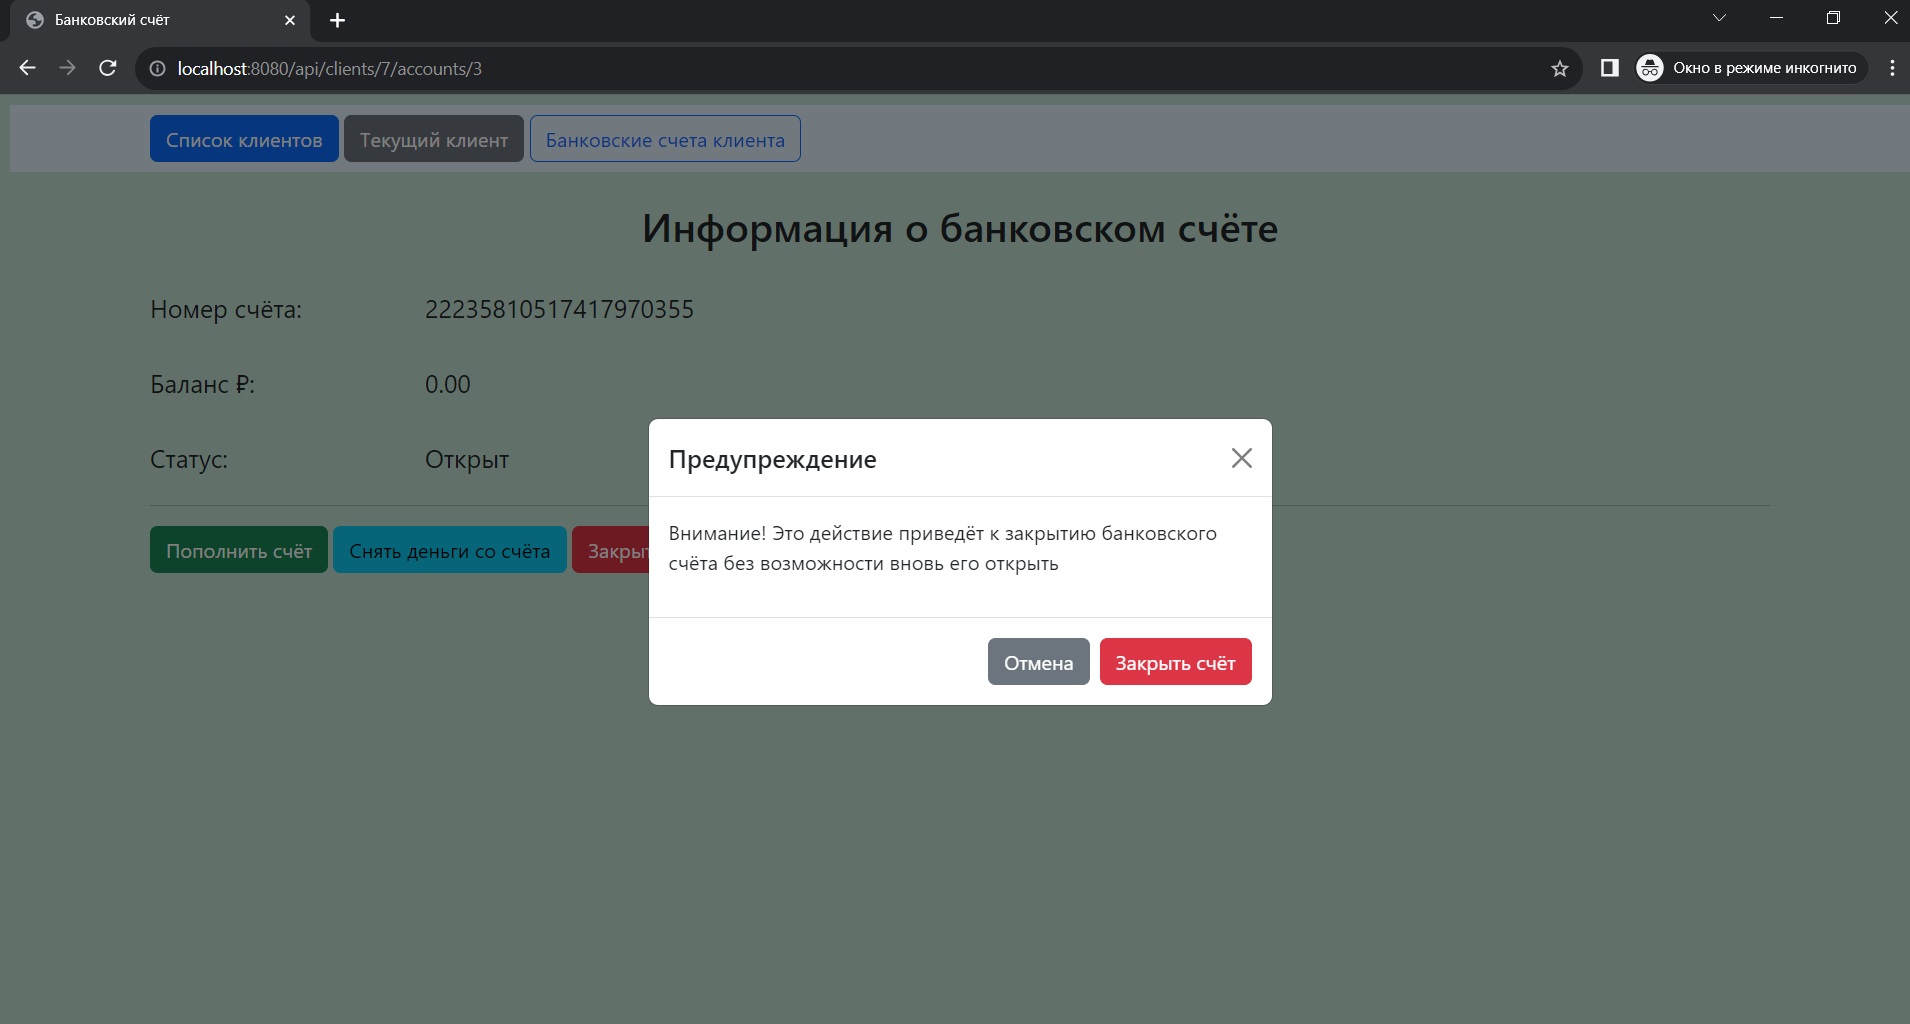 Банковский счёт
localhost:8080/api/clients/7/accounts/3
Окно в режиме инкогнито
Список клиентов Текущий клиент Банковские счета клиента
Информация о банковском счёте
Номер счёта: 22235810517417970355
Баланс ₽: 0.00
Статус: Открыт
Пополнить счёт Снять деньги со счёта
Предупреждение
Внимание! Это действие приведёт к закрытию банковского
счёта без возможности вновь его открыть
Отмена Закрыть счёт